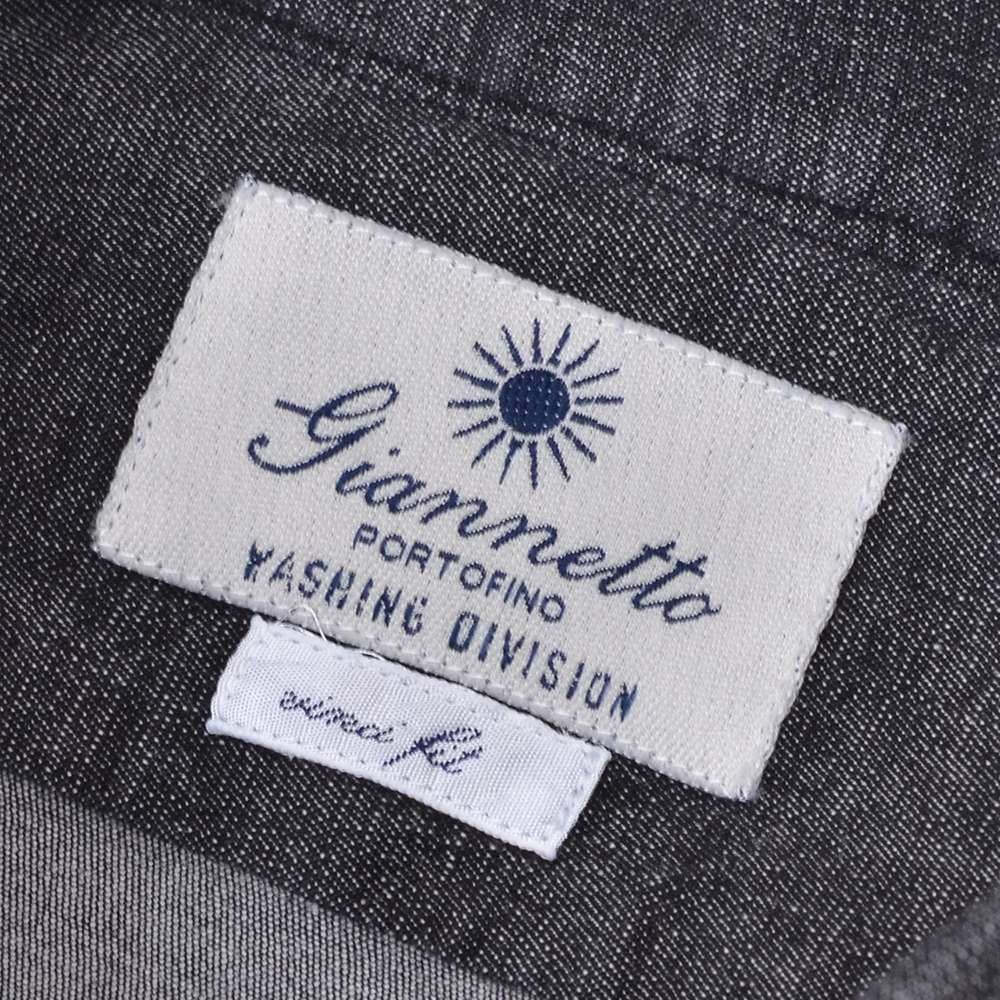 Giannetto
PORTOFINO
WASHING DIVISION
vinci fit